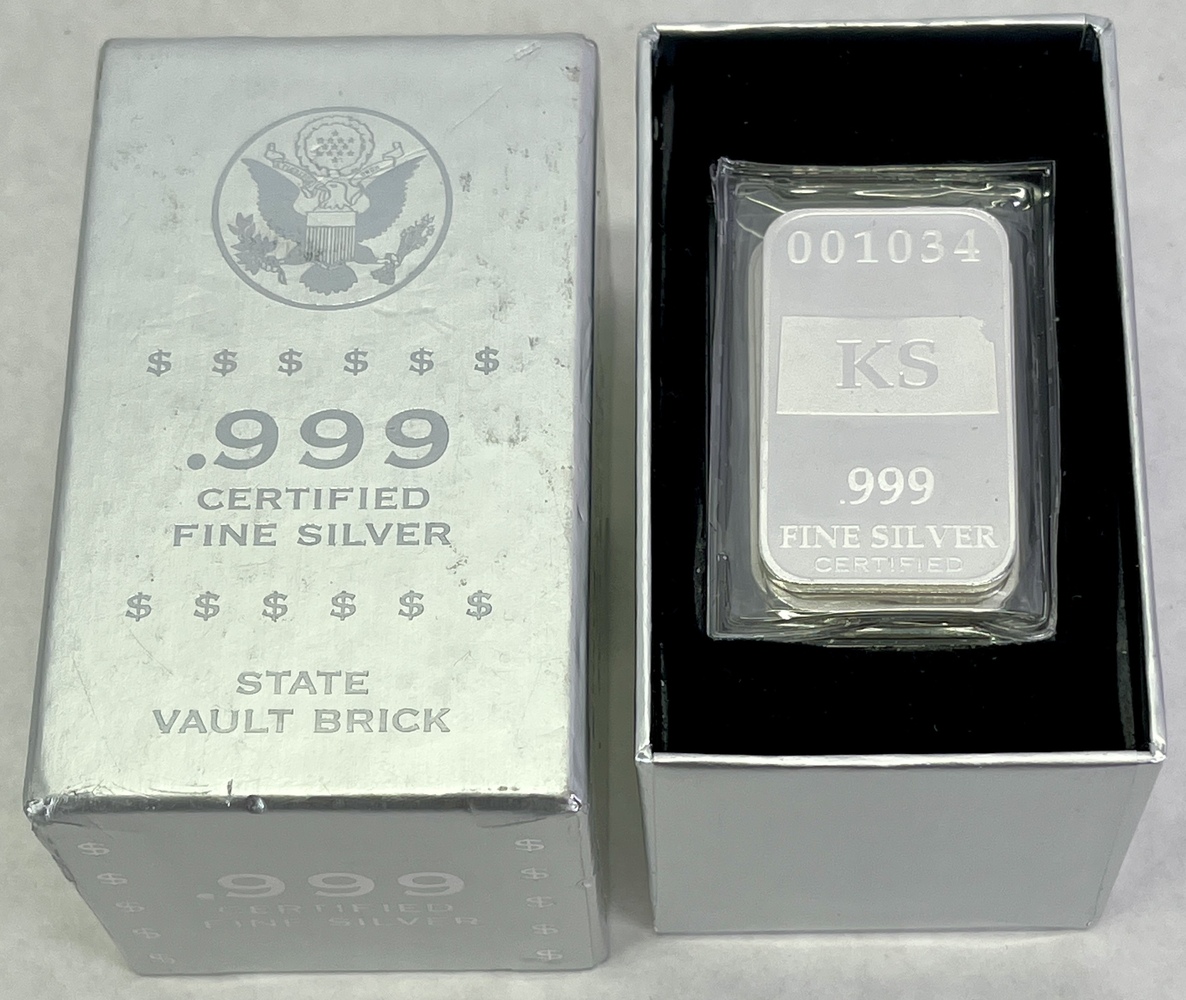 $ $ $ $ $ $
.999
CERTIFIED
FINE SILVER
$ $ $ $ $ $
STATE
VAULT BRICK
$ $
$ $
$ $
$ $
$ $
.999
CERTIFIED
FINE SILVER
001034
KS
.999
FINE SILVER
CERTIFIED